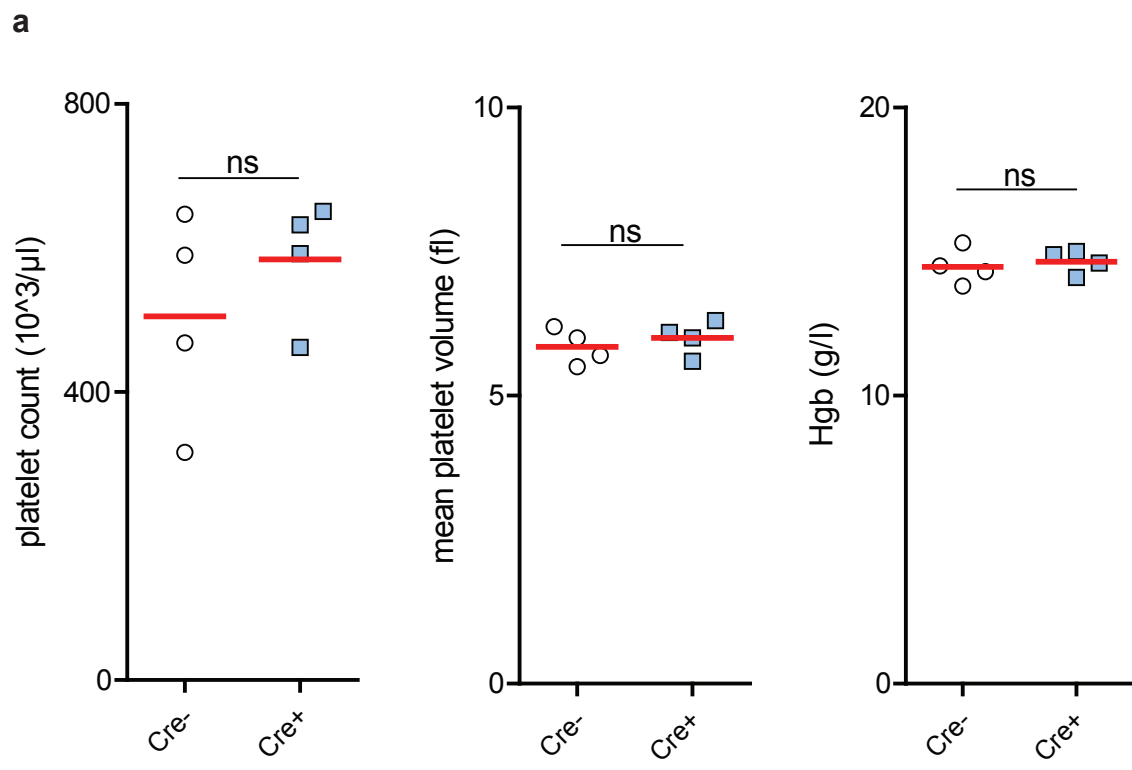 a
platelet count (10^3/µl)
800
400
0
ns
Cre-
Cre+
mean platelet volume (fl)
10
5
0
ns
Cre-
Cre+
Hgb (g/l)
20
10
0
ns
Cre-
Cre+